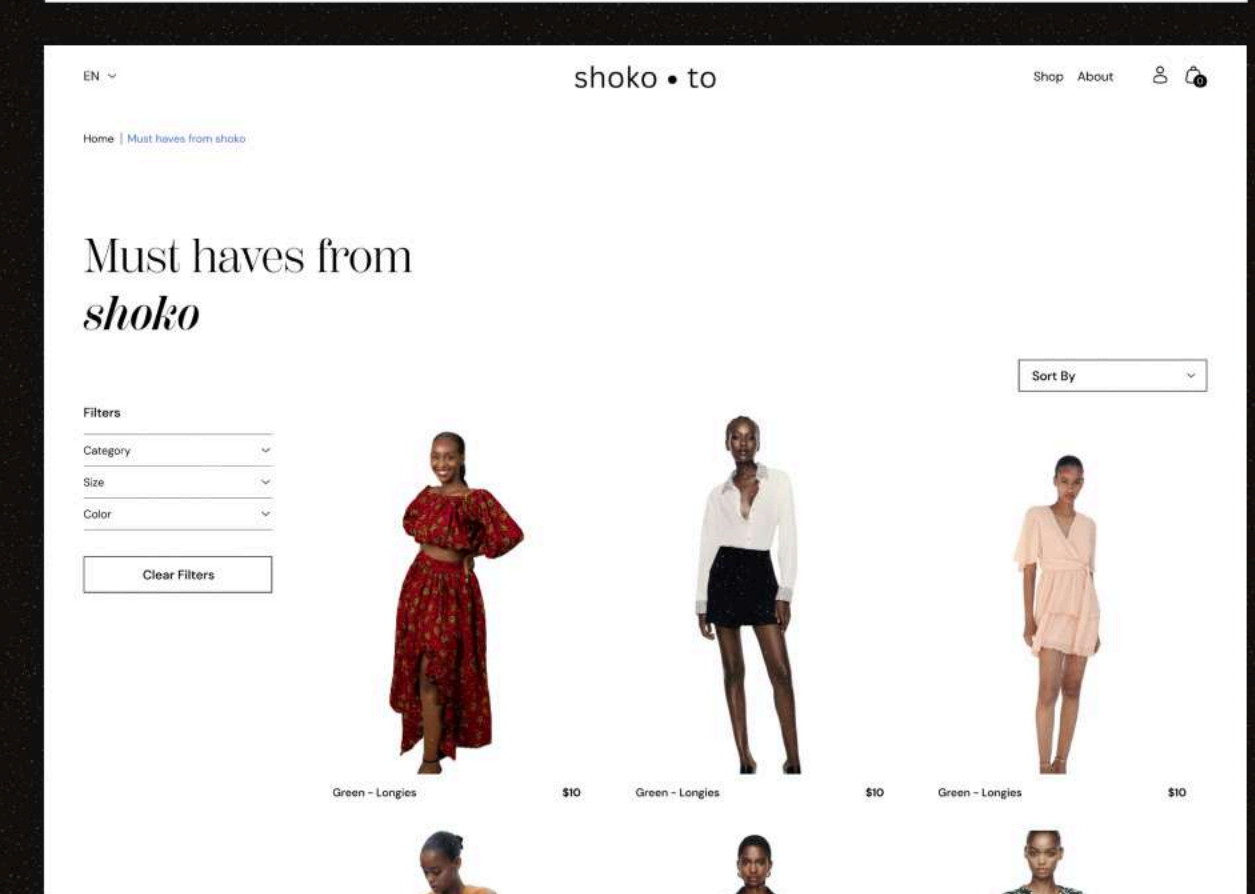 EN
shoko • to
Shop About
0
Home | Must haves from shoko
Must haves from
shoko
Sort By
Filters
Category
Size
Color
Clear Filters
Green - Longies $10
Green - Longies $10
Green - Longies $10